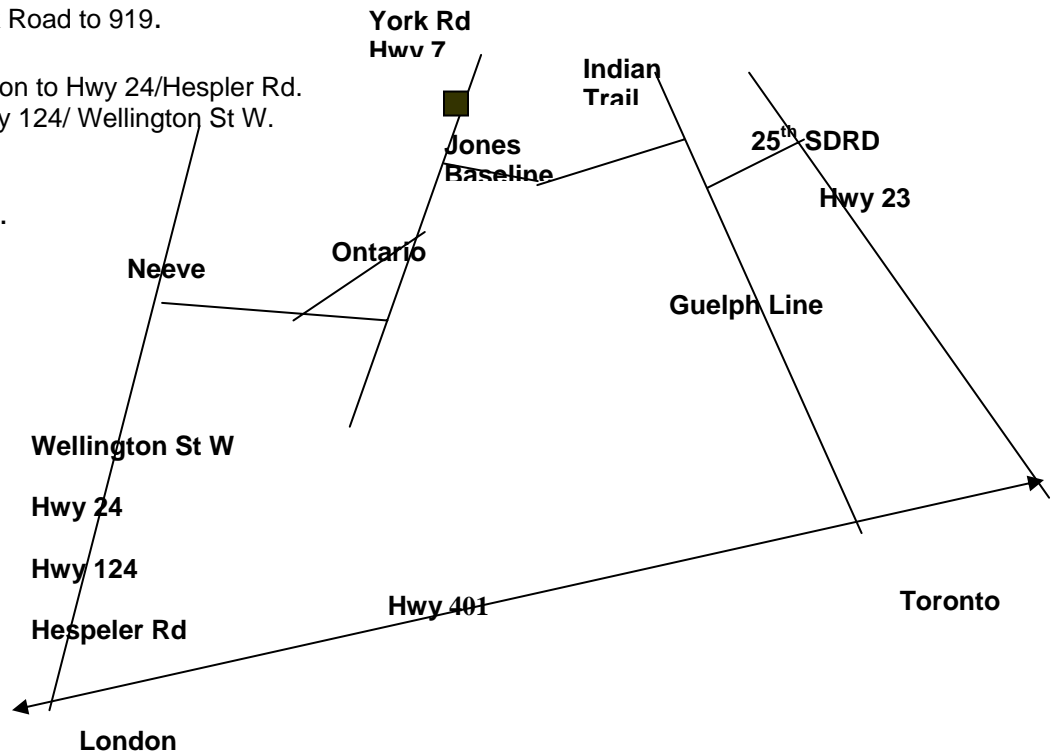 Road to 919.
on to Hwy 24/Hespler Rd.
y 124/ Wellington St W.
.
York Rd
Hwy 7
Indian
Trail
Jones
Baseline
25th SDRD
Hwy 23
Ontario
Neeve
Guelph Line
Wellington St W
Hwy 24
Hwy 124
Hespeler Rd
Hwy 401
Toronto
London